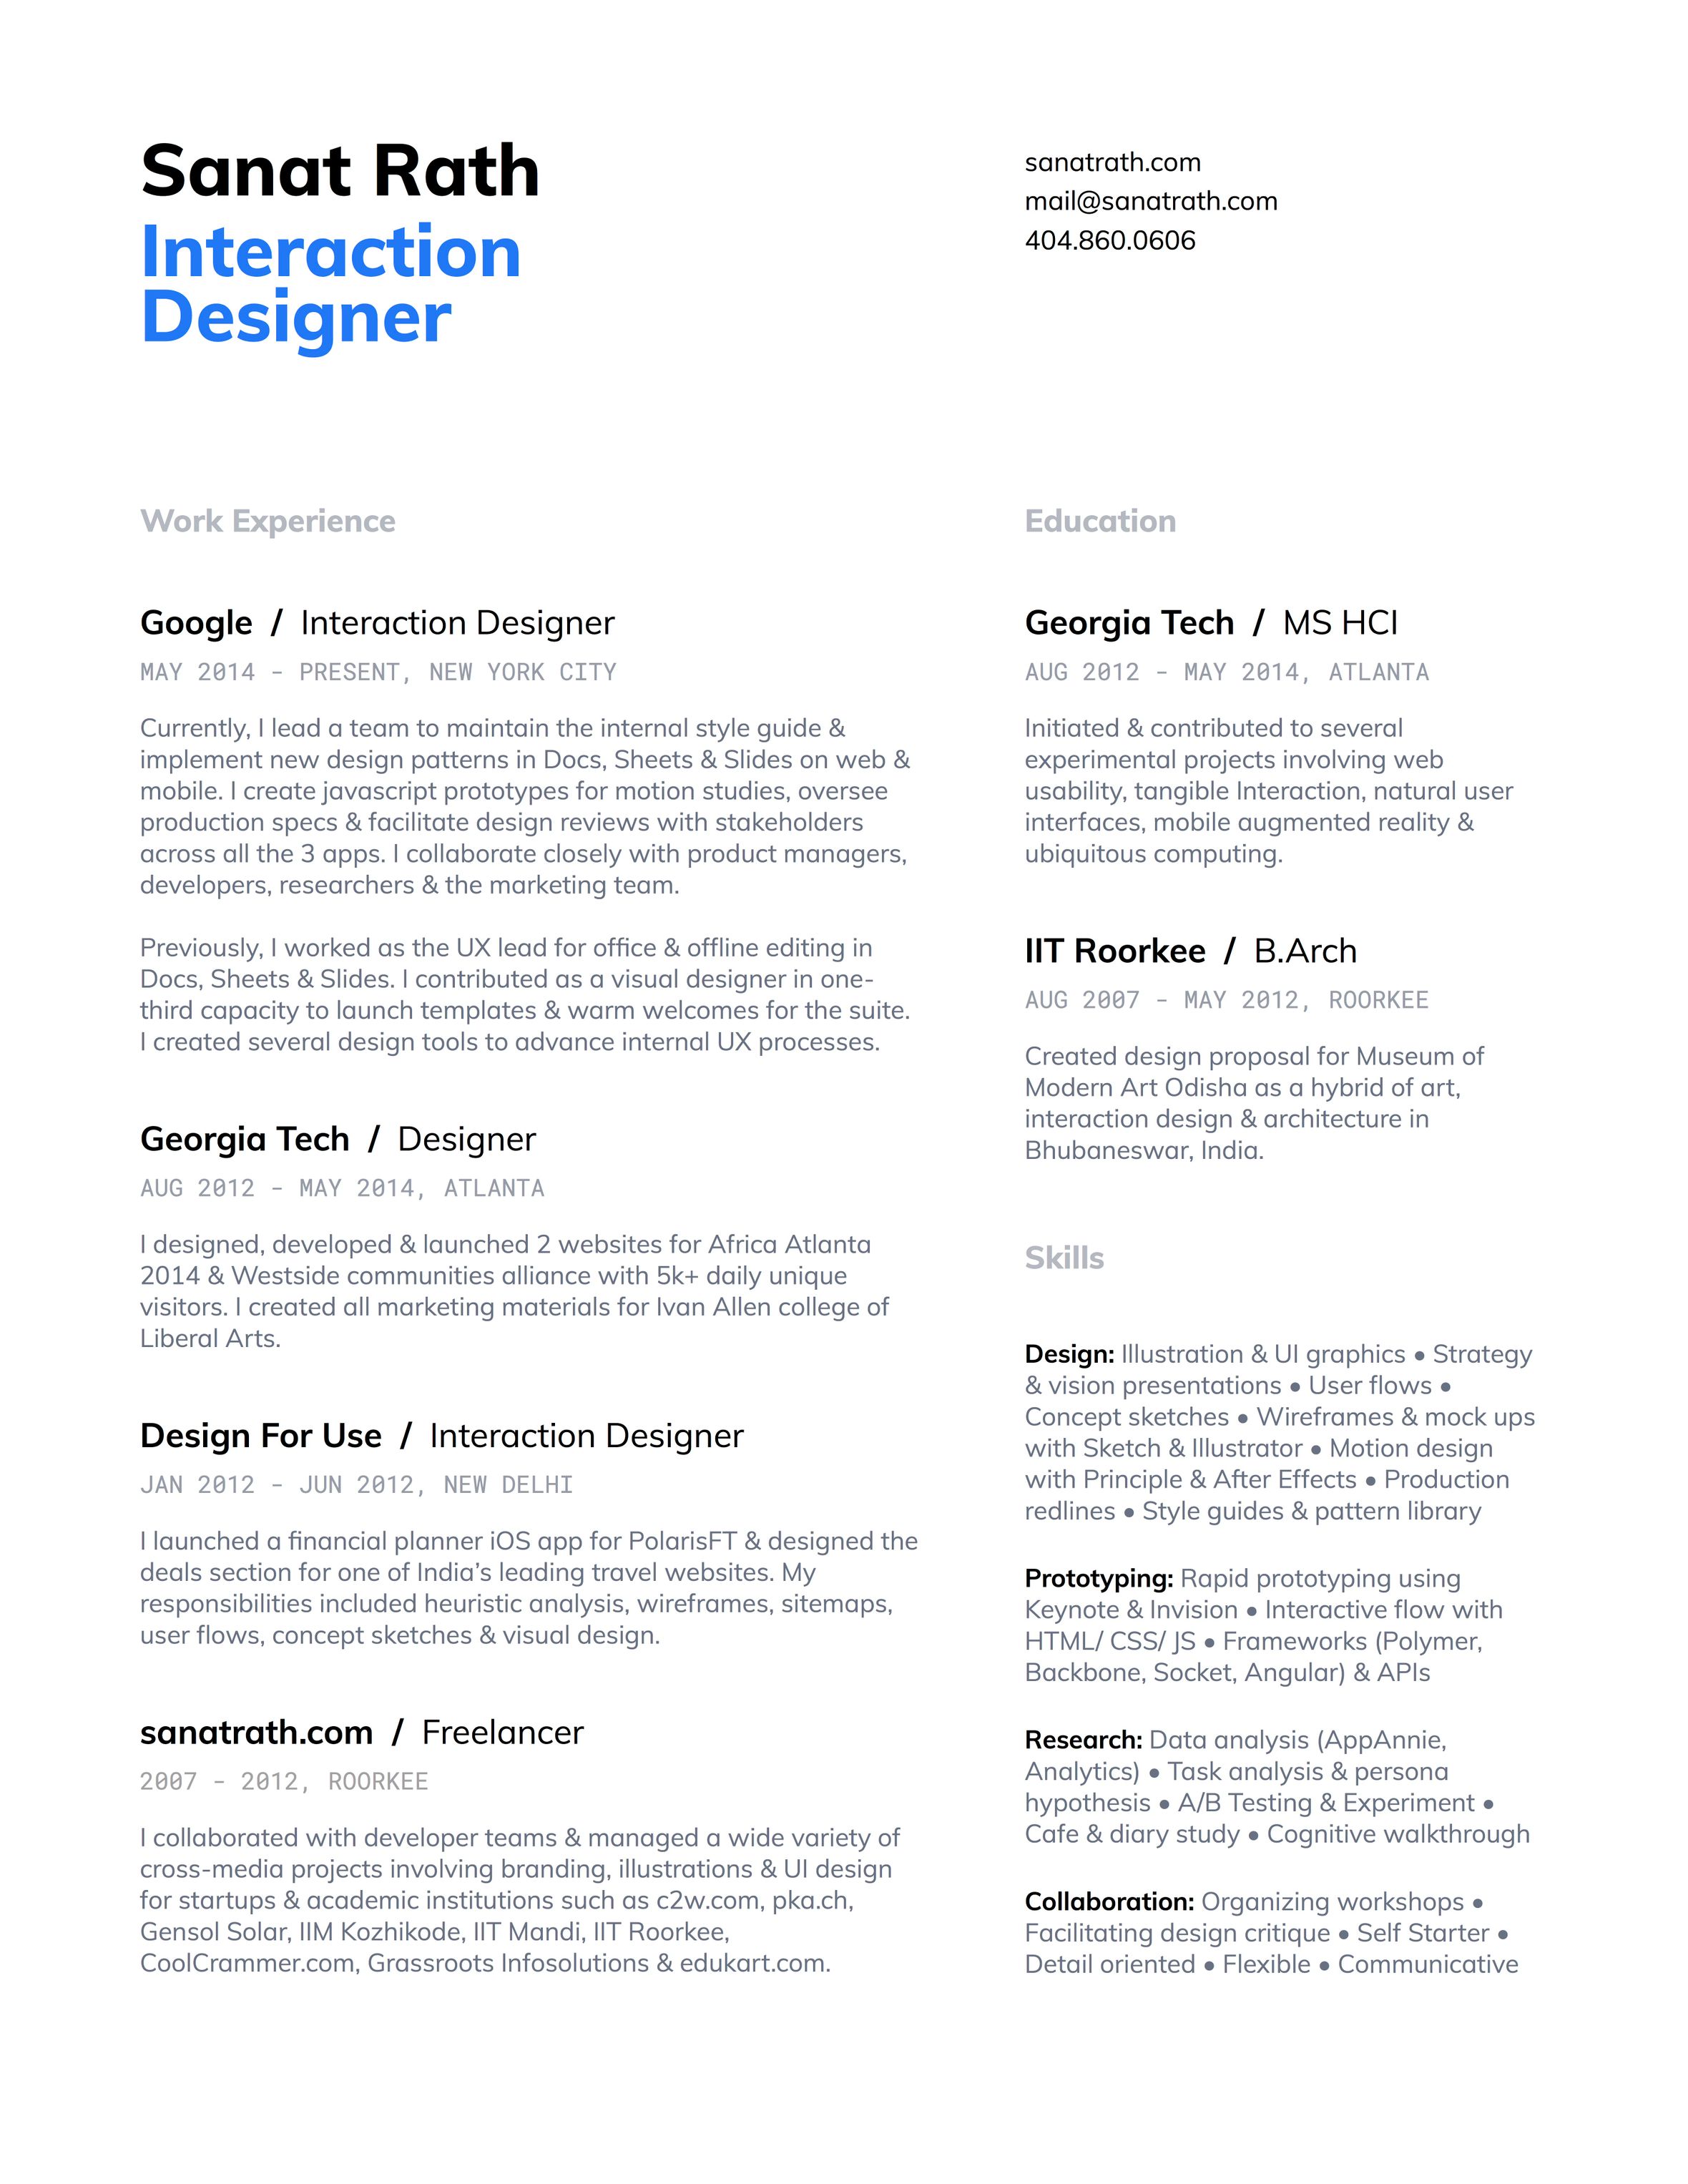 Sanat Rath
Interaction
Designer
sanatrath.com
mail@sanatrath.com
404.860.0606
Work Experience
Google / Interaction Designer
MAY 2014 - PRESENT, NEW YORK CITY
Currently, I lead a team to maintain the internal style guide &
implement new design patterns in Docs, Sheets & Slides on web &
mobile. I create javascript prototypes for motion studies, oversee
production specs & facilitate design reviews with stakeholders
across all the 3 apps. I collaborate closely with product managers,
developers, researchers & the marketing team.
Previously, I worked as the UX lead for office & offline editing in
Docs, Sheets & Slides. I contributed as a visual designer in one-
third capacity to launch templates & warm welcomes for the suite.
I created several design tools to advance internal UX processes.
Georgia Tech / Designer
AUG 2012 - MAY 2014, ATLANTA
I designed, developed & launched 2 websites for Africa Atlanta
2014 & Westside communities alliance with 5k+ daily unique
visitors. I created all marketing materials for Ivan Allen college of
Liberal Arts.
Design For Use / Interaction Designer
JAN 2012 - JUN 2012, NEW DELHI
I launched a financial planner iOS app for PolarisFT & designed the
deals section for one of India’s leading travel websites. My
responsibilities included heuristic analysis, wireframes, sitemaps,
user flows, concept sketches & visual design.
sanatrath.com / Freelancer
2007 - 2012, ROORKEE
I collaborated with developer teams & managed a wide variety of
cross-media projects involving branding, illustrations & UI design
for startups & academic institutions such as c2w.com, pka.ch,
Gensol Solar, IIM Kozhikode, IIT Mandi, IIT Roorkee,
CoolCrammer.com, Grassroots Infosolutions & edukart.com.
Education
Georgia Tech / MS HCI
AUG 2012 - MAY 2014, ATLANTA
Initiated & contributed to several
experimental projects involving web
usability, tangible Interaction, natural user
interfaces, mobile augmented reality &
ubiquitous computing.
IIT Roorkee / B.Arch
AUG 2007 - MAY 2012, ROORKEE
Created design proposal for Museum of
Modern Art Odisha as a hybrid of art,
interaction design & architecture in
Bhubaneswar, India.
Skills
Design: Illustration & UI graphics • Strategy
& vision presentations • User flows •
Concept sketches • Wireframes & mock ups
with Sketch & Illustrator • Motion design
with Principle & After Effects • Production
redlines • Style guides & pattern library
Prototyping: Rapid prototyping using
Keynote & Invision • Interactive flow with
HTML/ CSS/ JS • Frameworks (Polymer,
Backbone, Socket, Angular) & APIs
Research: Data analysis (AppAnnie,
Analytics) • Task analysis & persona
hypothesis • A/B Testing & Experiment •
Cafe & diary study • Cognitive walkthrough
Collaboration: Organizing workshops •
Facilitating design critique • Self Starter •
Detail oriented • Flexible • Communicative